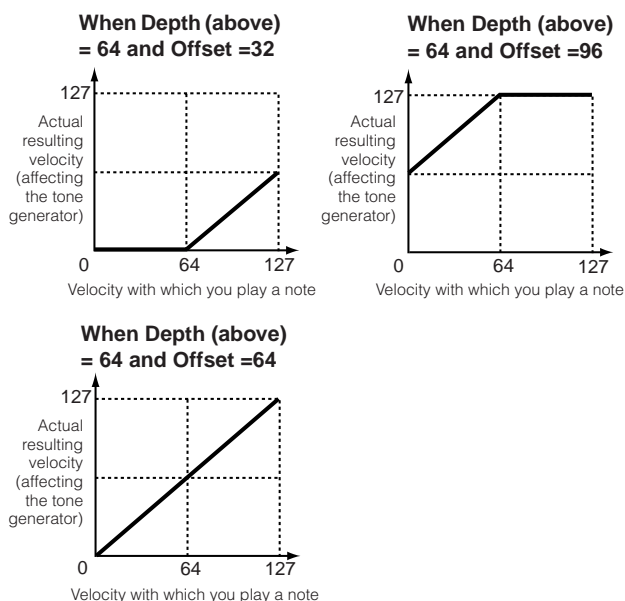 When Depth (above)
= 64 and Offset =32
127
Actual
resulting
velocity
(affecting
the tone
generator)
0
64
127
Velocity with which you play a note
When Depth (above)
= 64 and Offset =96
127
Actual
resulting
velocity
(affecting
the tone
generator)
0
64
127
Velocity with which you play a note
When Depth (above)
= 64 and Offset =64
127
Actual
resulting
velocity
(affecting
the tone
generator)
0
64
127
Velocity with which you play a note